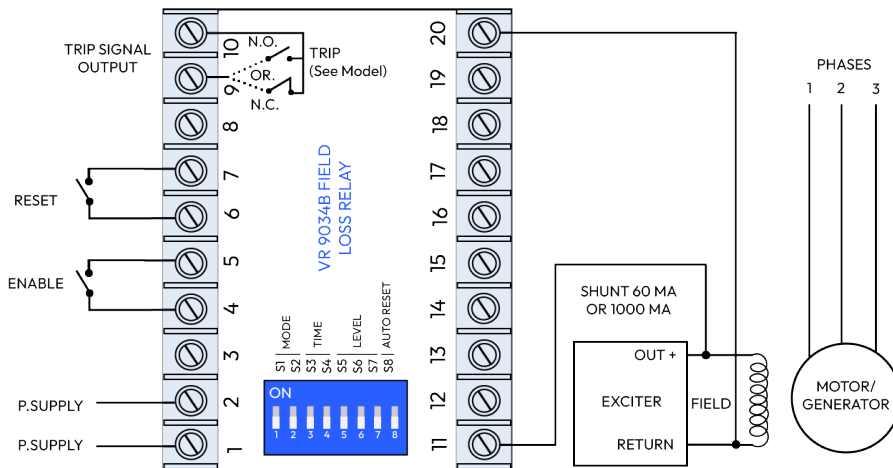 TRIP SIGNAL
OUTPUT
10
9
8
7
6
5
4
3
2
1
N.O.
OR.
N.C.
TRIP
(See Model)
RESET
ENABLE
P.SUPPLY
P.SUPPLY
VR 9034B FIELD
LOSS RELAY
S1
S2
MODE
S3
S4
TIME
S5
S6
S7
LEVEL
S8
AUTO RESET
ON
1 2 3 4 5 6 7 8
20
19
18
17
16
15
14
13
12
11
SHUNT 60 MA
OR 1000 MA
OUT +
EXCITER
FIELD
RETURN
PHASES
1 2 3
MOTOR/
GENERATOR